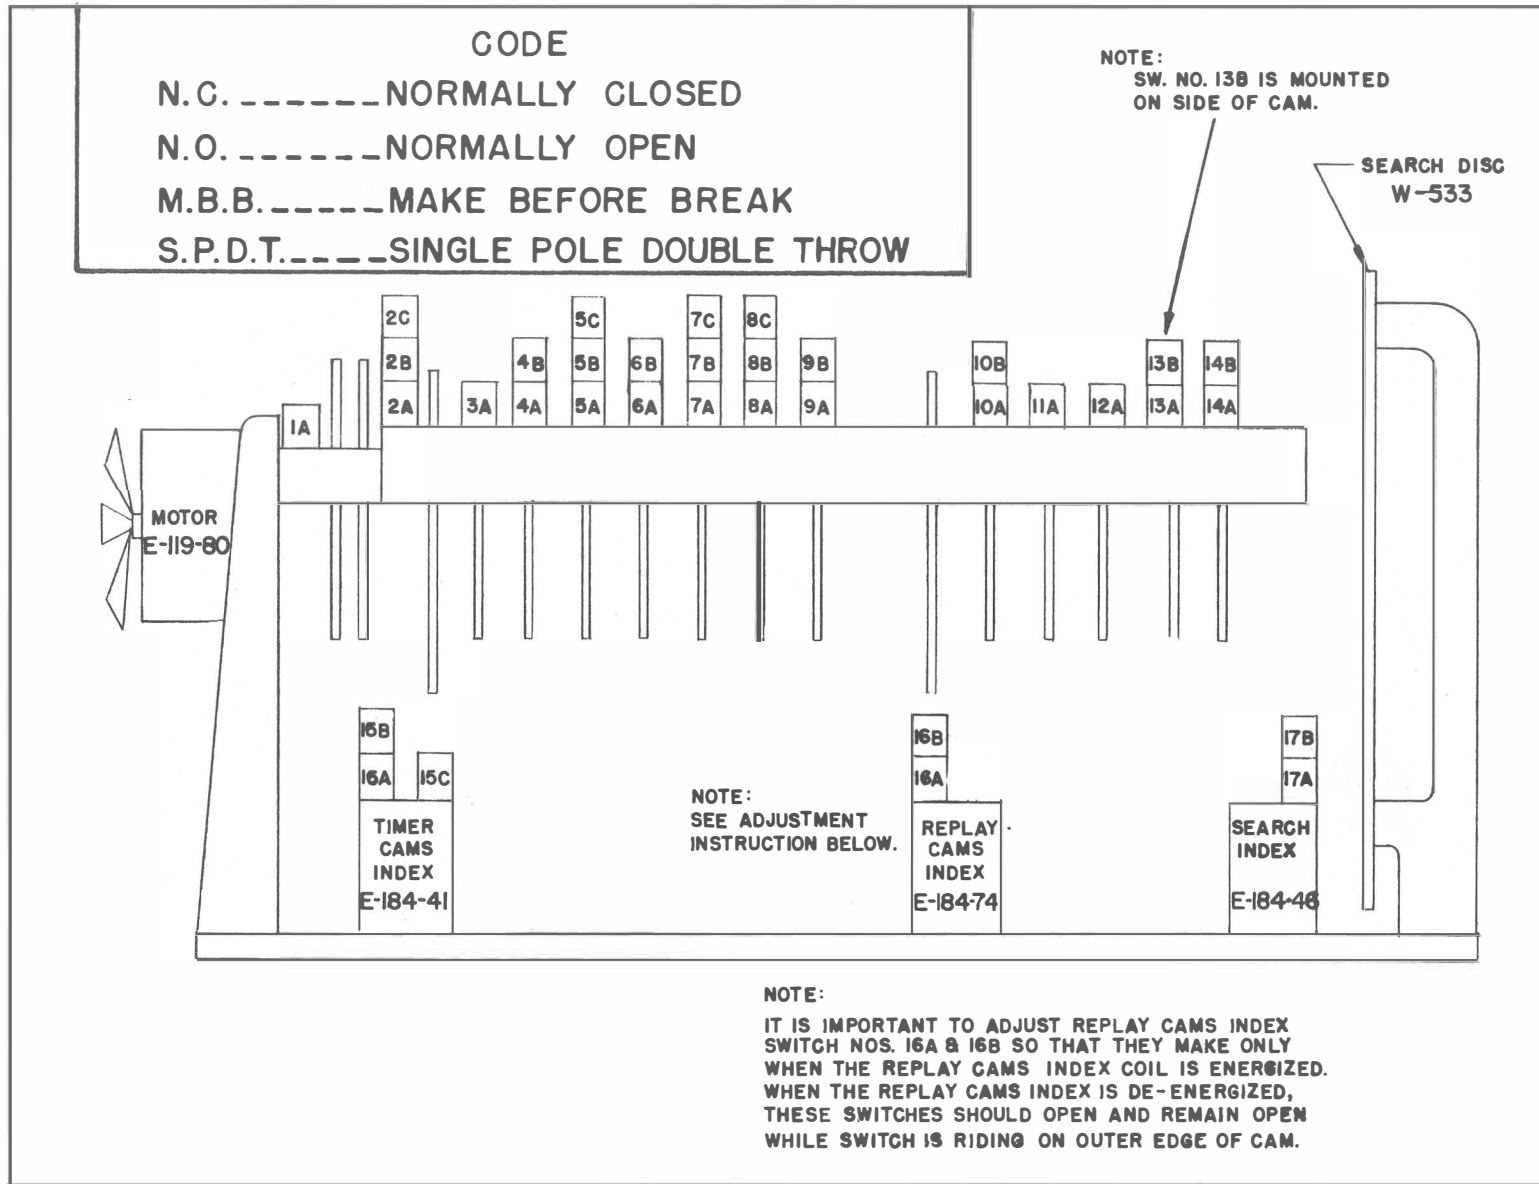 CODE
N.C. ------ NORMALLY CLOSED
N.O. ------ NORMALLY OPEN
M.B.B. ----- MAKE BEFORE BREAK
S.P.D.T. ---- SINGLE POLE DOUBLE THROW
NOTE:
SW. NO. 13B IS MOUNTED
ON SIDE OF CAM.
SEARCH DISC
W-533
2C 5C 7C 8C
2B 4B 5B 6B 7B 8B 9B 10B 13B 14B
2A 3A 4A 5A 6A 7A 8A 9A 10A 11A 12A 13A 14A
1A
MOTOR
E-119-80
15B 16B 17B
16A 15C 16A 17A
NOTE:
SEE ADJUSTMENT
INSTRUCTION BELOW.
TIMER
CAMS
INDEX
E-184-41
REPLAY
CAMS
INDEX
E-184-74
SEARCH
INDEX
E-184-46
NOTE:
IT IS IMPORTANT TO ADJUST REPLAY CAMS INDEX
SWITCH NOS. 16A & 16B SO THAT THEY MAKE ONLY
WHEN THE REPLAY CAMS INDEX COIL IS ENERGIZED.
WHEN THE REPLAY CAMS INDEX IS DE-ENERGIZED,
THESE SWITCHES SHOULD OPEN AND REMAIN OPEN
WHILE SWITCH IS RIDING ON OUTER EDGE OF CAM.